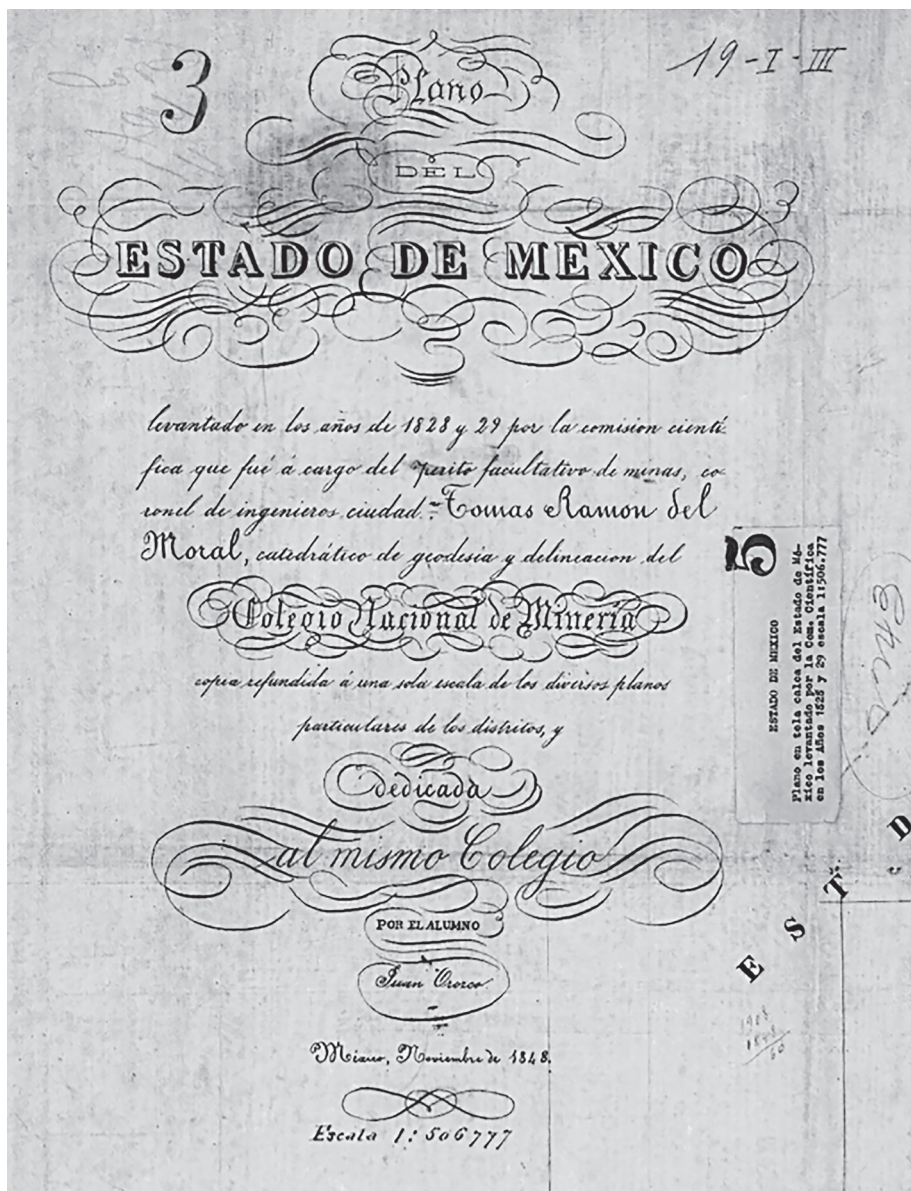 3
19-I-III
Plano
DEL
ESTADO DE MEXICO
levantado en los años de 1828 y 29 por la comision cienti-
fica que fué á cargo del perito facultativo de minas, co-
ronel de ingenieros ciudad. Tomas Ramon del
Moral, catedrático de geodesia y delineacion del
Colegio Nacional de Minería
copia refundida á una sola escala de los diversos planos
particulares de los distritos, y
dedicada
al mismo Colegio
POR EL ALUMNO
Juan Orozco.
México, Noviembre de 1848.
Escala 1:506777
5
ESTADO DE MEXICO
Plano en tela calca del Estado de Mé-
xico levantado por la Com. Científica
en los Años 1828 y 29 escala 1:506.777
E S T D